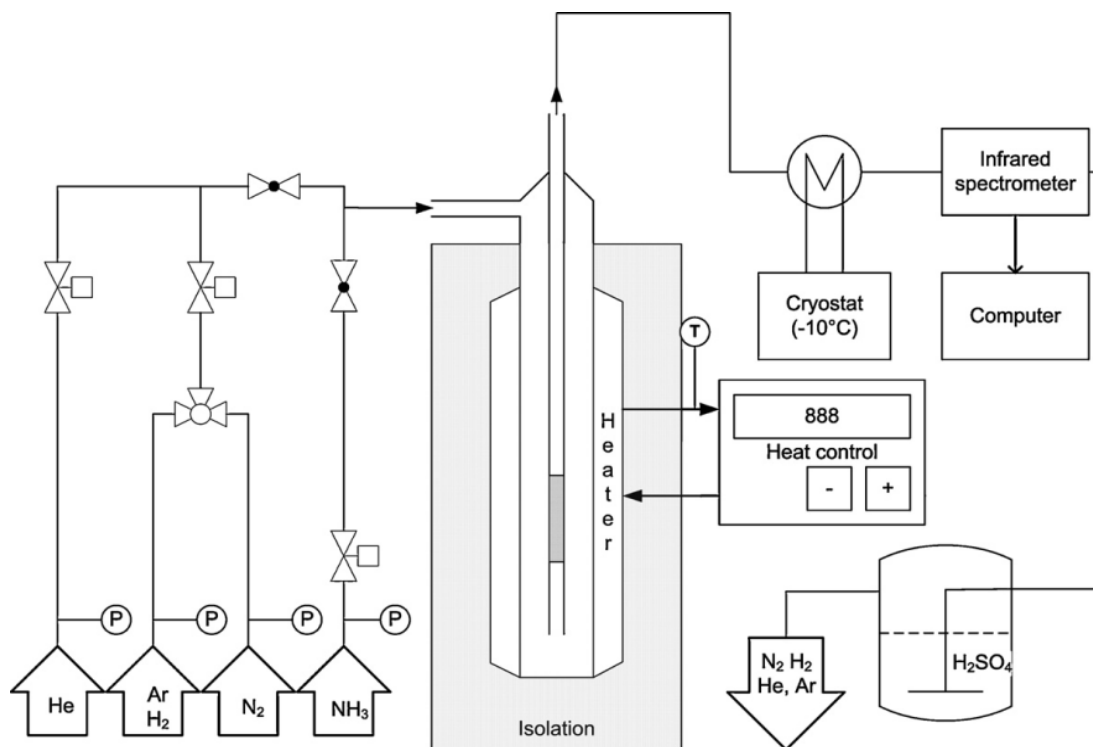 Infrared
spectrometer
Cryostat
(-10°C)
Computer
T
888
Heat control
- +
Heater
P
P
P
P
He
Ar
H₂
N₂
NH₃
Isolation
N₂ H₂
He, Ar
H₂SO₄